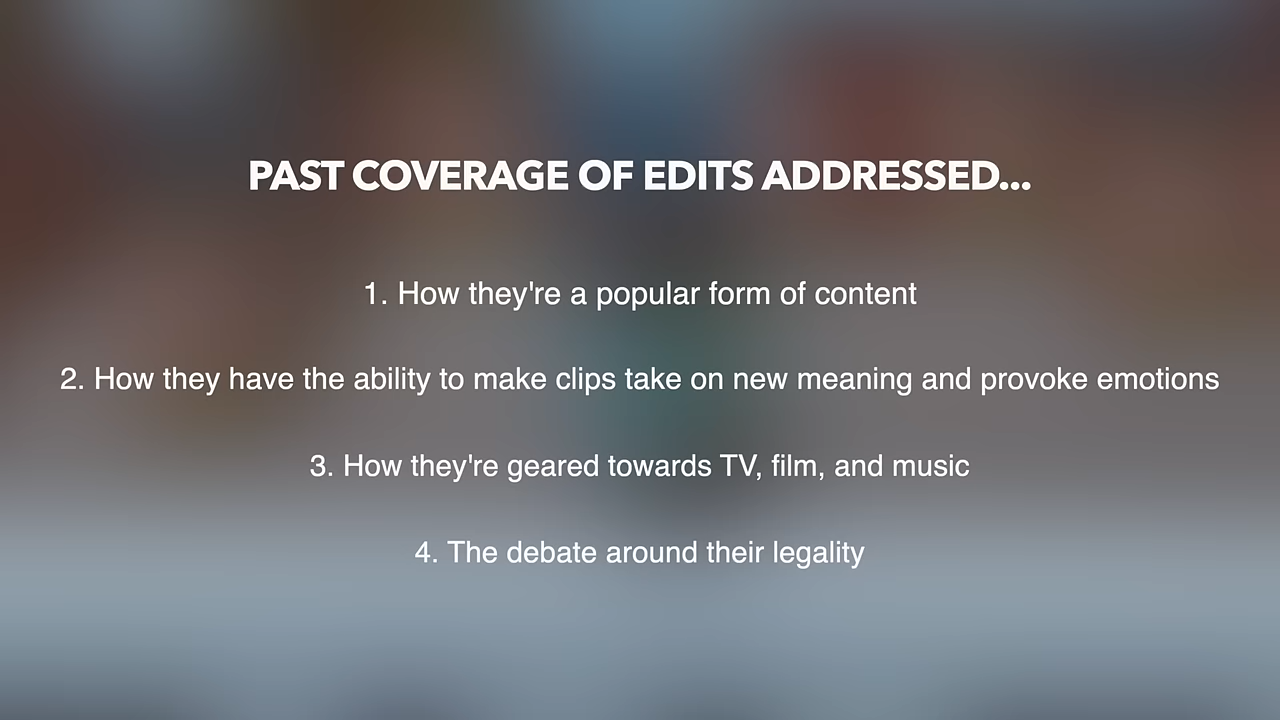 PAST COVERAGE OF EDITS ADDRESSED...
1. How they're a popular form of content
2. How they have the ability to make clips take on new meaning and provoke emotions
3. How they're geared towards TV, film, and music
4. The debate around their legality